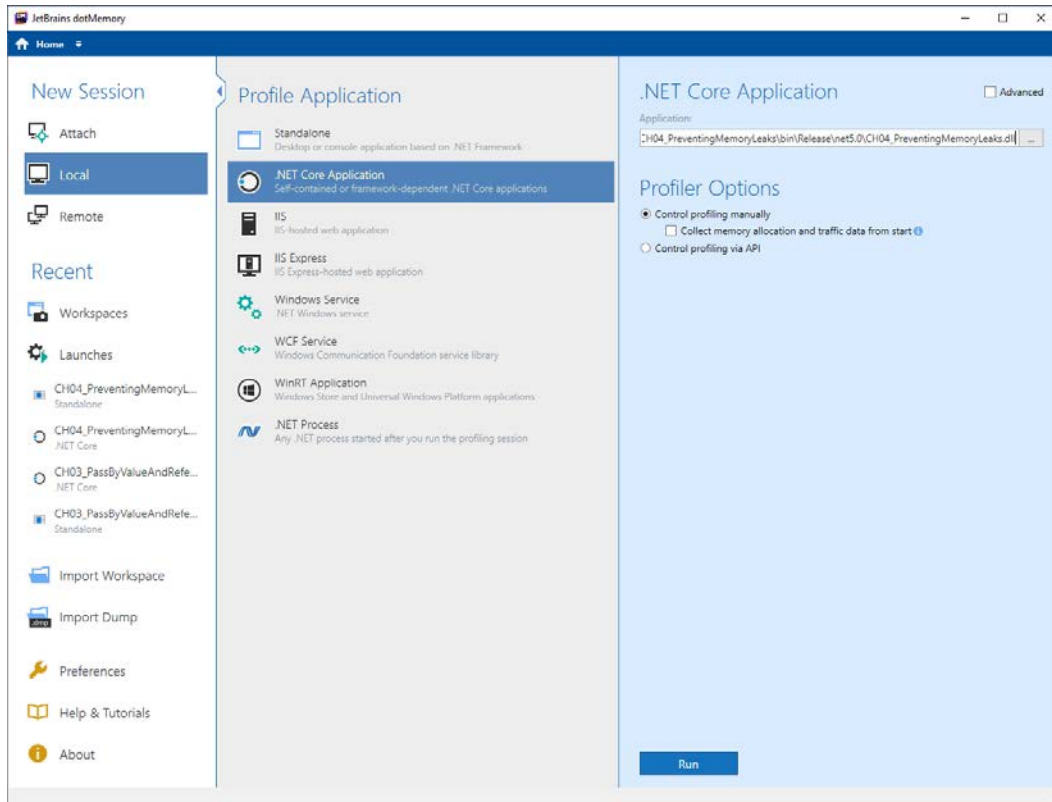 JetBrains dotMemory
Home
New Session
Attach
Local
Remote
Recent
Workspaces
Launches
CH04_PreventingMemoryL...
Standalone
CH04_PreventingMemoryL...
.NET Core
CH03_PassByValueAndRefe...
.NET Core
CH03_PassByValueAndRefe...
Standalone
Import Workspace
.dmp
Import Dump
Preferences
Help & Tutorials
About
Profile Application
Standalone
Desktop or console application based on .NET Framework
.NET Core Application
Self-contained or framework-dependent .NET Core applications
IIS
IIS-hosted web application
IIS Express
IIS Express-hosted web application
Windows Service
.NET Windows service
WCF Service
Windows Communication Foundation service library
WinRT Application
Windows Store and Universal Windows Platform applications
.NET Process
Any .NET process started after you run the profiling session
.NET Core Application
Advanced
Application:
CH04_PreventingMemoryLeaks\bin\Release\net5.0\CH04_PreventingMemoryLeaks.dll
...
Profiler Options
Control profiling manually
Collect memory allocation and traffic data from start
Control profiling via API
Run